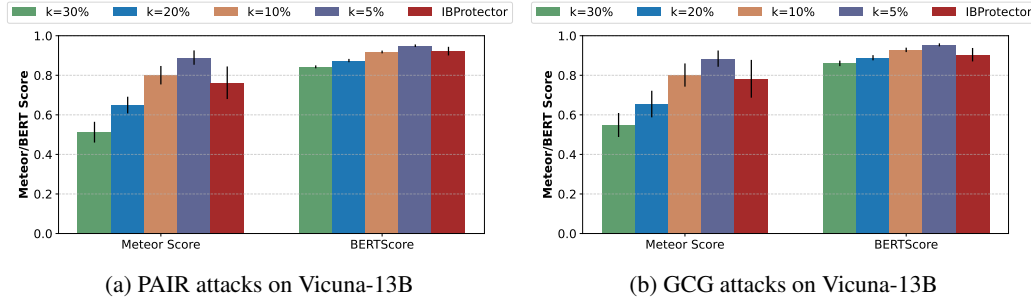 k=30% k=20% k=10% k=5% IBProtector
k=30% k=20% k=10% k=5% IBProtector
Meteor/BERT Score
1.0
0.8
0.6
0.4
0.2
0.0
Meteor Score BERTScore
Meteor/BERT Score
1.0
0.8
0.6
0.4
0.2
0.0
Meteor Score BERTScore
(a) PAIR attacks on Vicuna-13B
(b) GCG attacks on Vicuna-13B